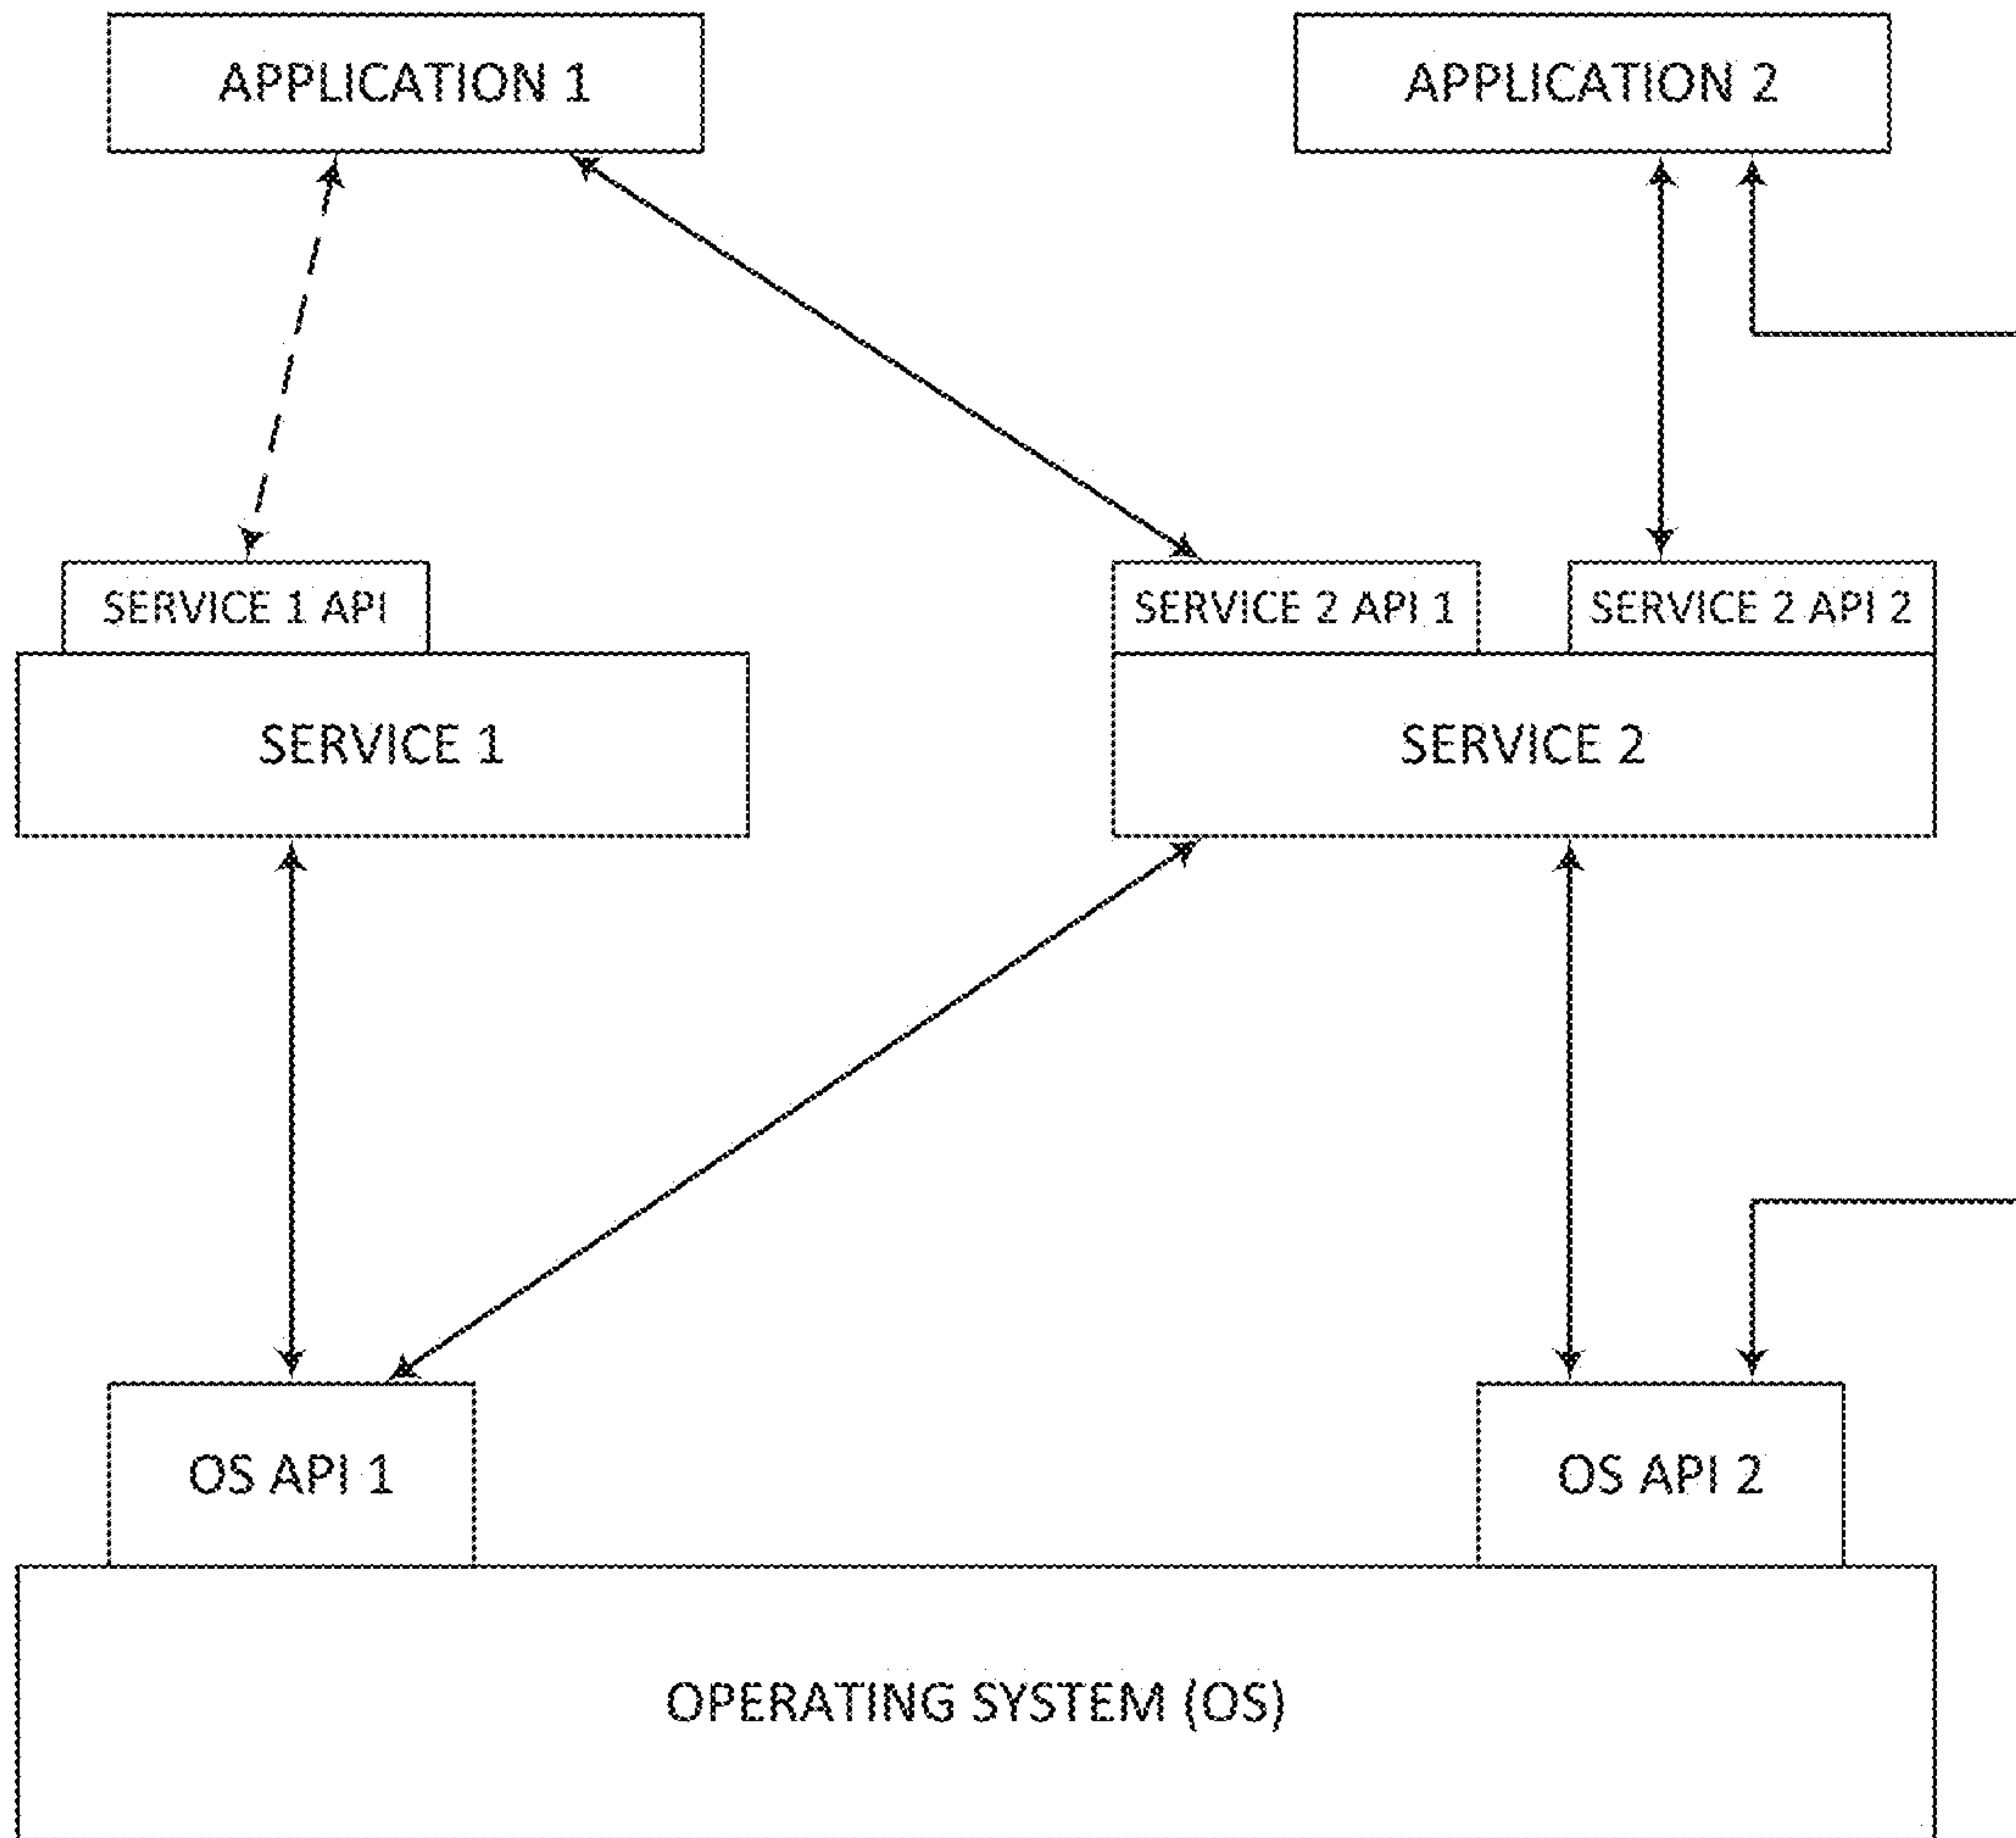 APPLICATION 1
APPLICATION 2
SERVICE 1 API
SERVICE 2 API 1
SERVICE 2 API 2
SERVICE 1
SERVICE 2
OS API 1
OS API 2
OPERATING SYSTEM (OS)